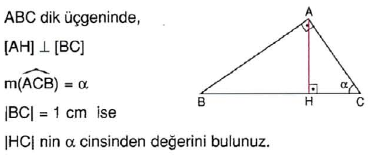 ABC dik üçgeninde,
[AH] ⊥ [BC]
m(ACB) = α
|BC| = 1 cm ise
|HC| nin α cinsinden değerini bulunuz.
A
B
H
C
α